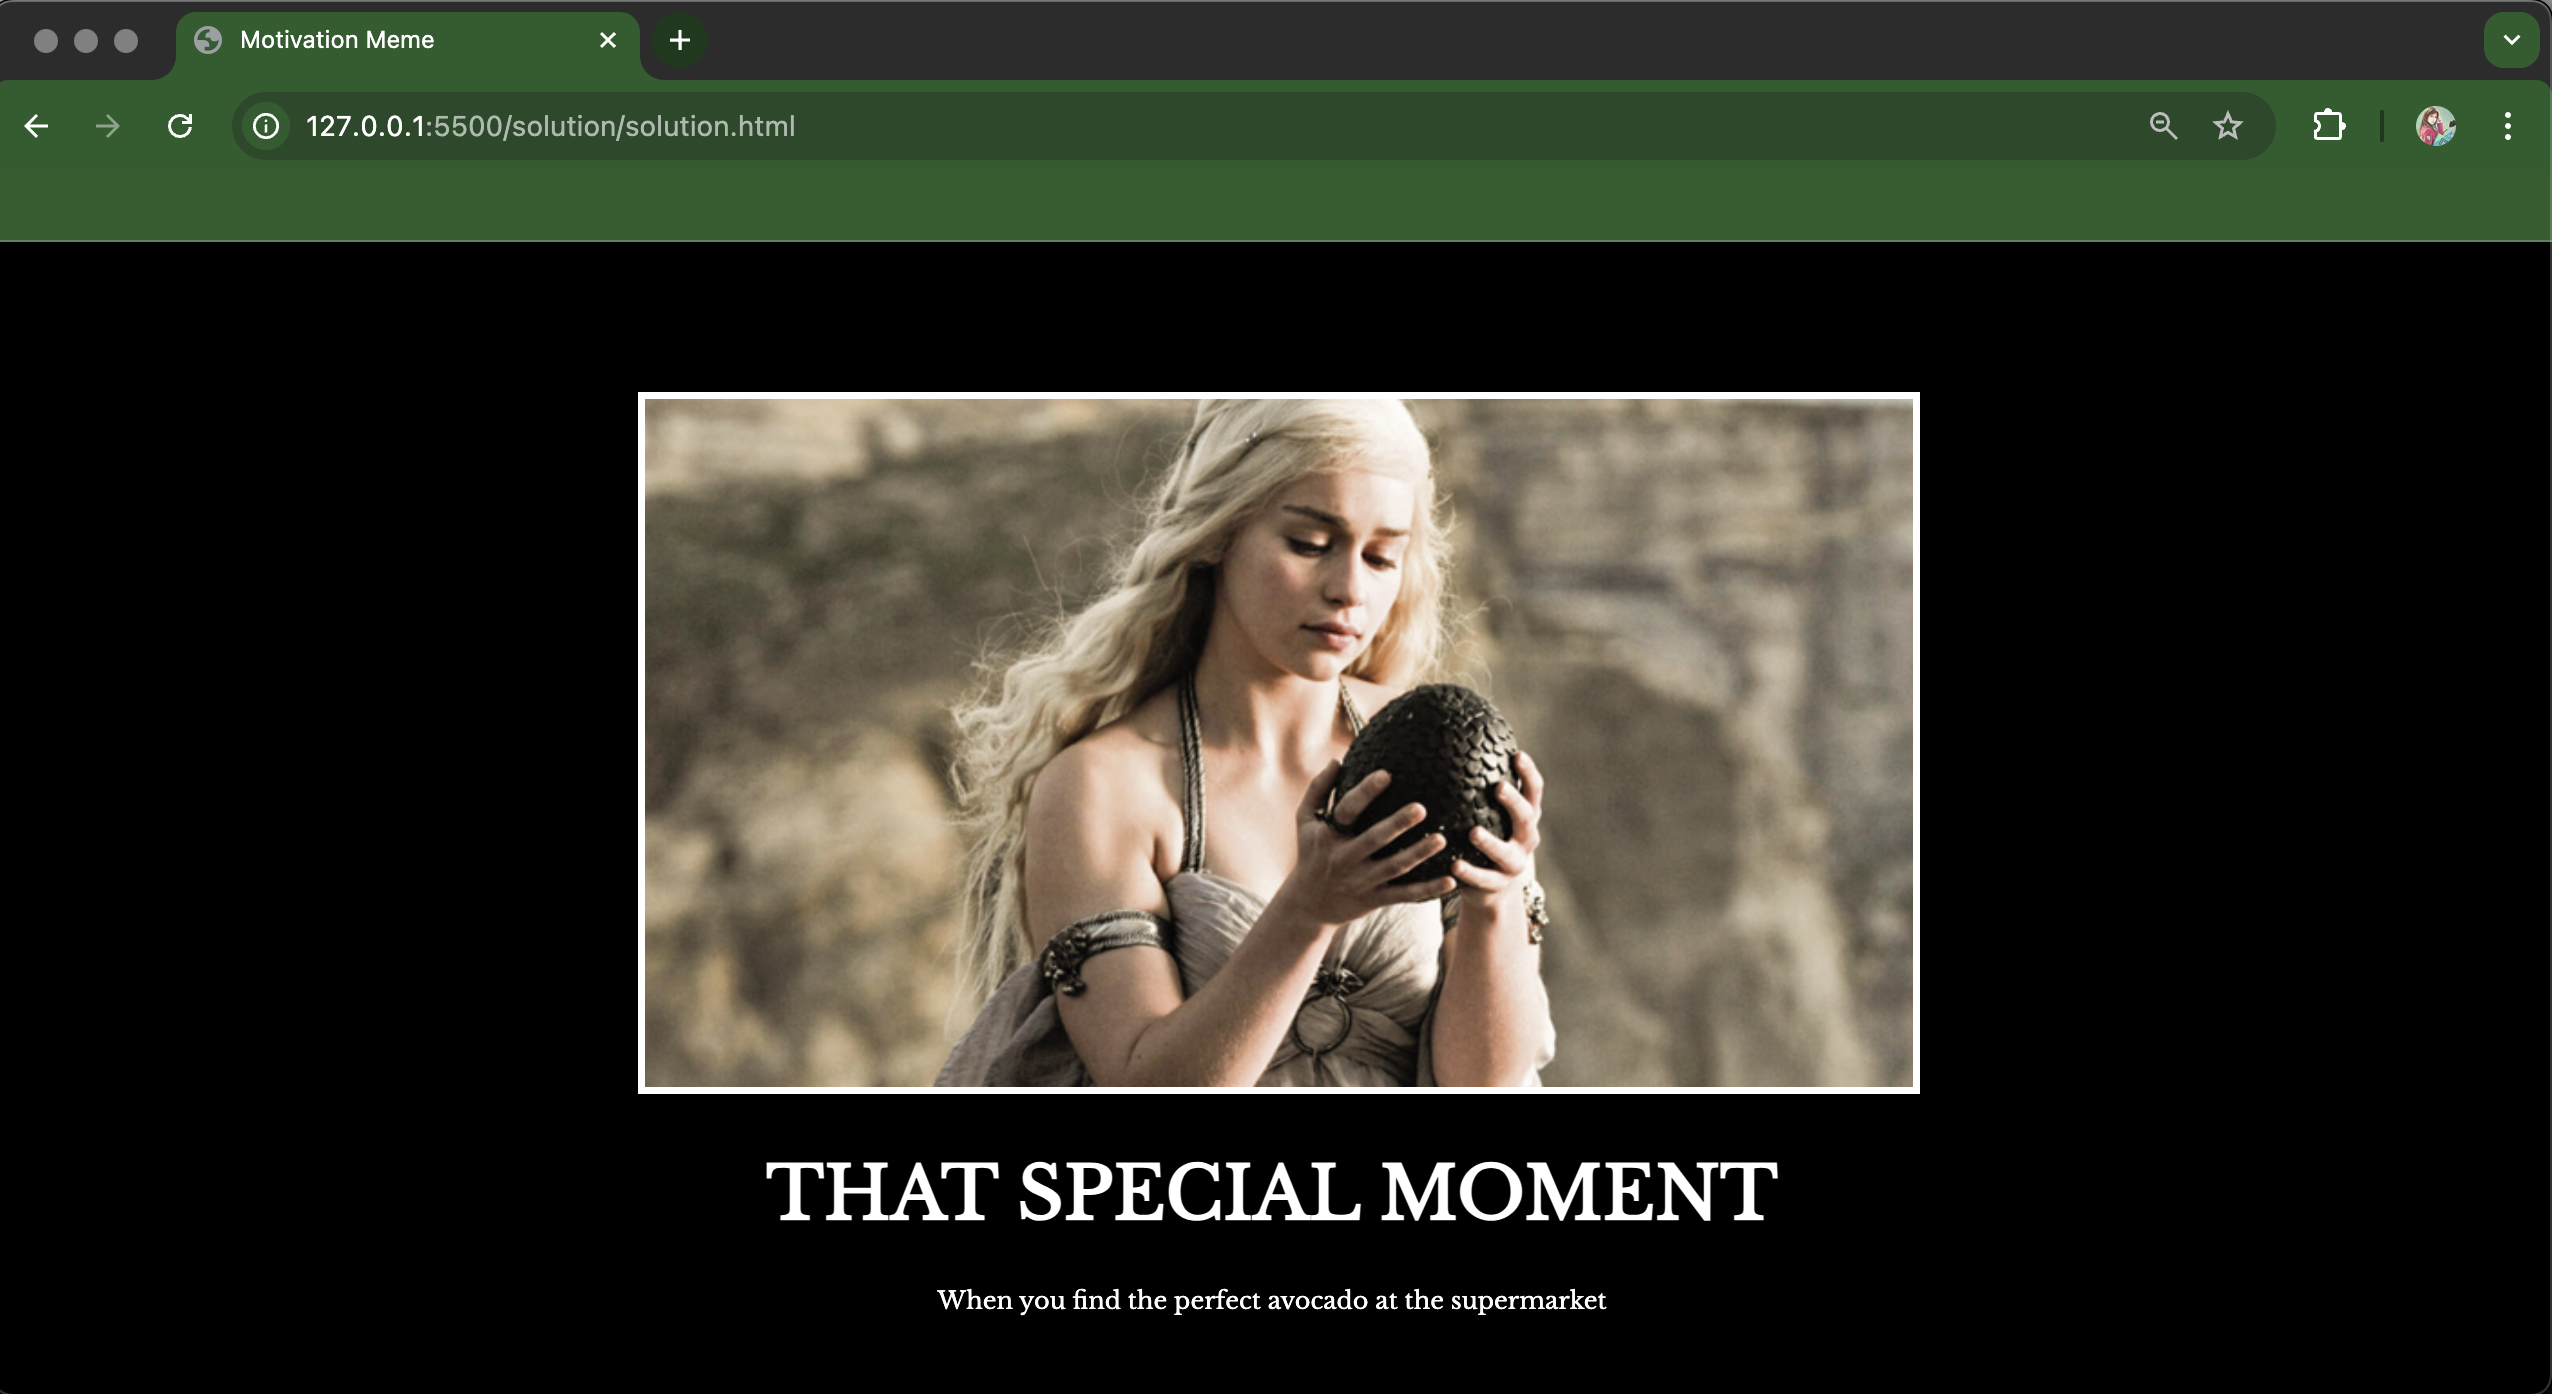 Motivation Meme
127.0.0.1:5500/solution/solution.html
THAT SPECIAL MOMENT
When you find the perfect avocado at the supermarket